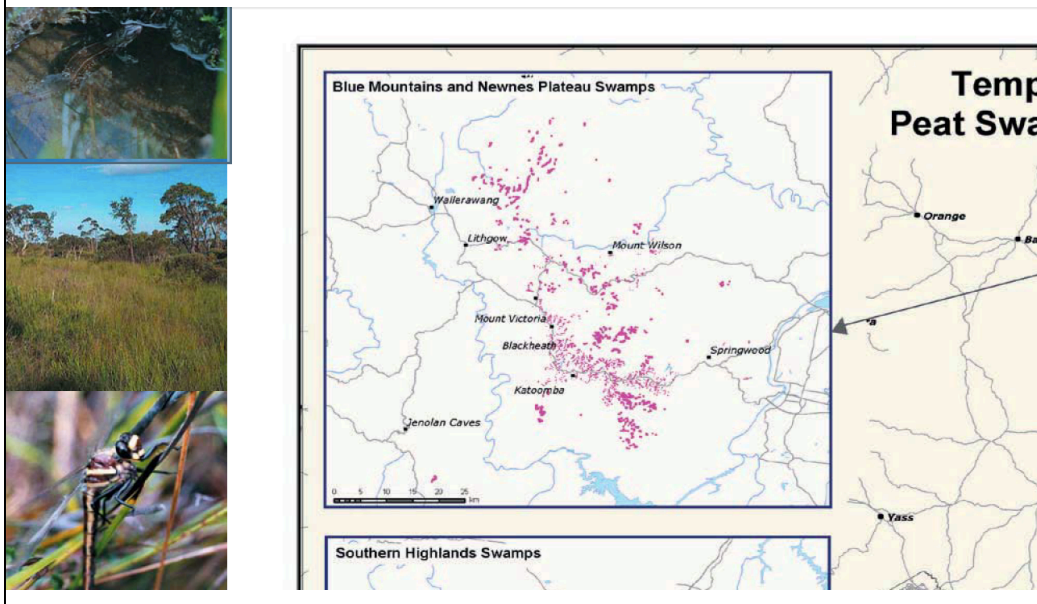 Blue Mountains and Newnes Plateau Swamps
Temp
Peat Swa
Wallerawang
Orange
Lithgow
Mount Wilson
Ba
Mount Victoria
Blackheath
Springwood
Katoomba
Jenolan Caves
0 5 10 15 20 25
km
Yass
Southern Highlands Swamps